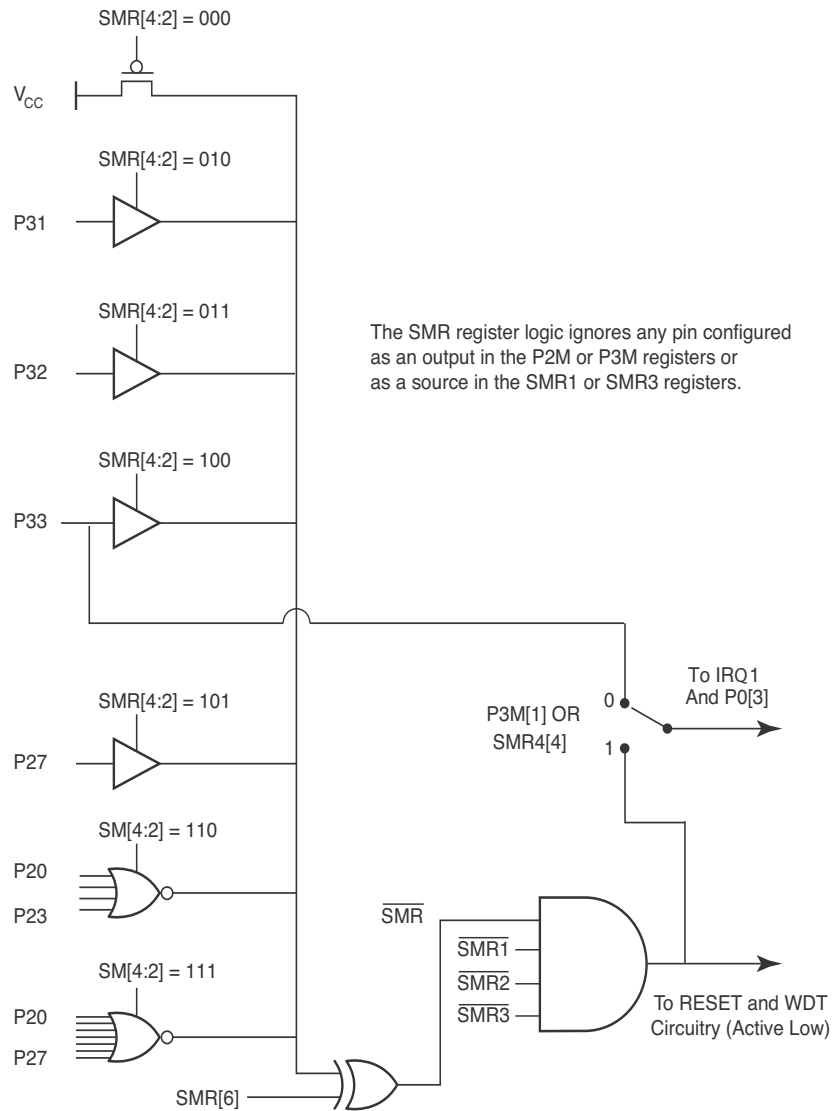 SMR[4:2] = 000
VCC
SMR[4:2] = 010
P31
SMR[4:2] = 011
P32
The SMR register logic ignores any pin configured
as an output in the P2M or P3M registers or
as a source in the SMR1 or SMR3 registers.
SMR[4:2] = 100
P33
To IRQ1
And P0[3]
P3M[1] OR
SMR4[4]
0
1
SMR[4:2] = 101
P27
SM[4:2] = 110
P20
P23
SMR
SMR1
SMR2
SMR3
SM[4:2] = 111
P20
P27
To RESET and WDT
Circuitry (Active Low)
SMR[6]